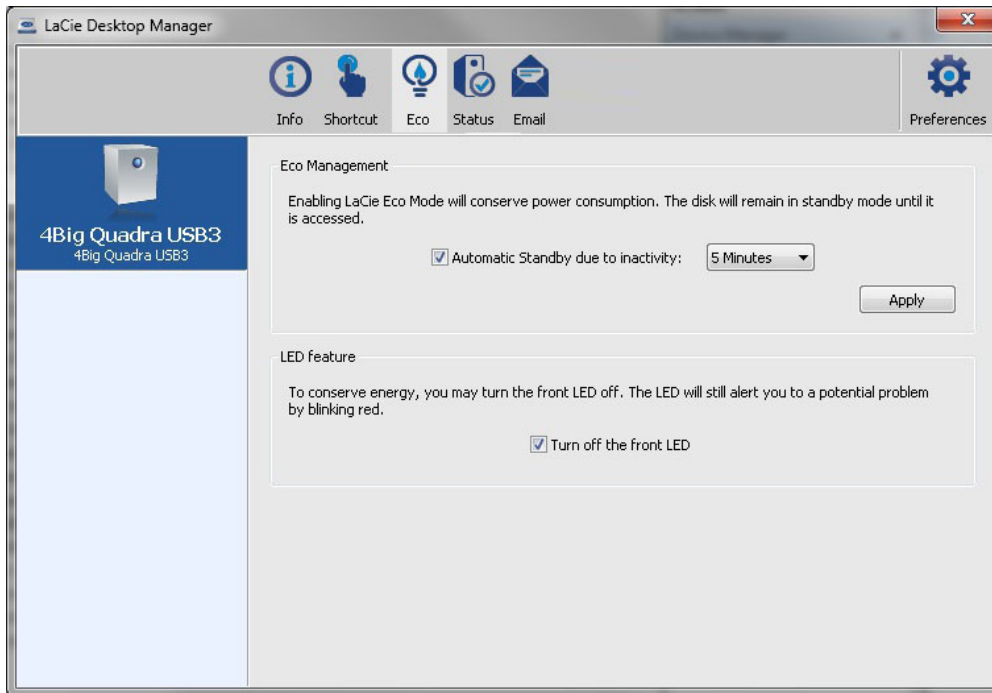 LaCie Desktop Manager
Info Shortcut Eco Status Email Preferences
4Big Quadra USB3
4Big Quadra USB3
Eco Management
Enabling LaCie Eco Mode will conserve power consumption. The disk will remain in standby mode until it
is accessed.
Automatic Standby due to inactivity: 5 Minutes
Apply
LED feature
To conserve energy, you may turn the front LED off. The LED will still alert you to a potential problem
by blinking red.
Turn off the front LED